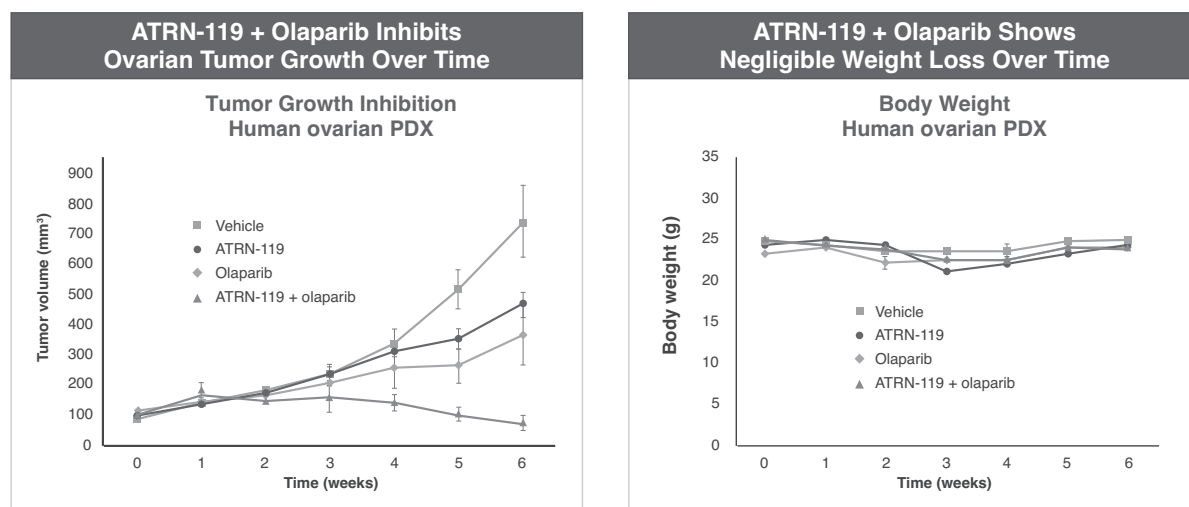 ATRN-119 + Olaparib Inhibits
Ovarian Tumor Growth Over Time
Tumor Growth Inhibition
Human ovarian PDX
Tumor volume (mm³)
900
800
700
600
500
400
300
200
100
0
Vehicle
ATRN-119
Olaparib
ATRN-119 + olaparib
0 1 2 3 4 5 6
Time (weeks)
ATRN-119 + Olaparib Shows
Negligible Weight Loss Over Time
Body Weight
Human ovarian PDX
Body weight (g)
35
30
25
20
15
10
5
0
Vehicle
ATRN-119
Olaparib
ATRN-119 + olaparib
0 1 2 3 4 5 6
Time (weeks)